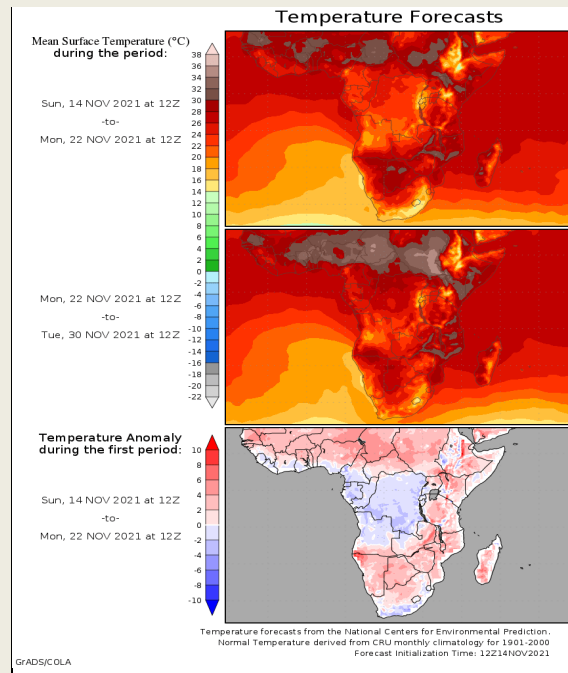 Temperature Forecasts
Mean Surface Temperature (°C)
during the period:
Sun, 14 NOV 2021 at 12Z
-to-
Mon, 22 NOV 2021 at 12Z
38
36
34
32
30
28
26
24
22
20
18
16
14
12
10
8
6
4
2
0
-2
-4
-6
-8
-10
-12
-14
-16
-18
-20
-22
Mon, 22 NOV 2021 at 12Z
-to-
Tue, 30 NOV 2021 at 12Z
Temperature Anomaly
during the first period:
Sun, 14 NOV 2021 at 12Z
-to-
Mon, 22 NOV 2021 at 12Z
10
8
6
4
2
0
-2
-4
-6
-8
-10
Temperature forecasts from the National Centers for Environmental Prediction.
Normal Temperature derived from CRU monthly climatology for 1901-2000
Forecast Initialization Time: 12Z14NOV2021
GrADS/COLA